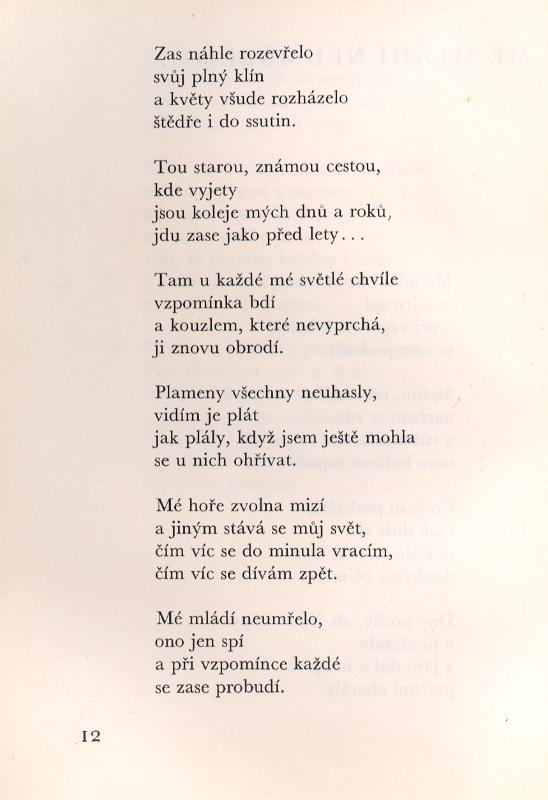 Zas náhle rozevřelo
svůj plný klín
a květy všude rozházelo
štědře i do ssutin.
Tou starou, známou cestou,
kde vyjety
jsou koleje mých dnů a roků,
jdu zase jako před lety...
Tam u každé mé světlé chvíle
vzpomínka bdí
a kouzlem, které nevyprchá,
ji znovu obrodí.
Plameny všechny neuhasly,
vidím je plát
jak plály, když jsem ještě mohla
se u nich ohřívat.
Mé hoře zvolna mizí
a jiným stává se můj svět,
čím víc se do minula vracím,
čím víc se dívám zpět.
Mé mládí neumřelo,
ono jen spí
a při vzpomínce každé
se zase probudí.
12